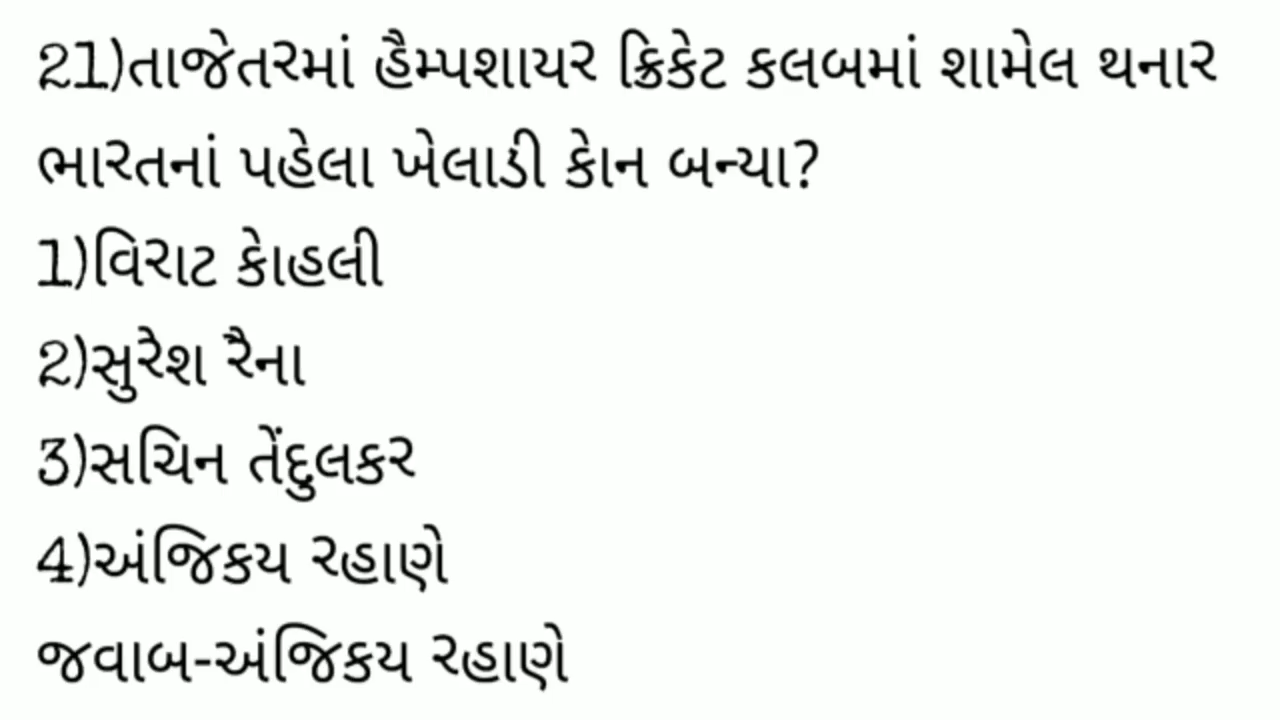 21)તાજેતરમાં હૈમ્પશાયર ક્રિકેટ કલબમાં શામેલ થનાર
ભારતનાં પહેલા ખેલાડી કોન બન્યા?
1)વિરાટ કોહલી
2)સુરેશ રૈના
3)સચિન તેંદુલકર
4)અંજિકય રહાણે
જવાબ-અંજિકય રહાણે